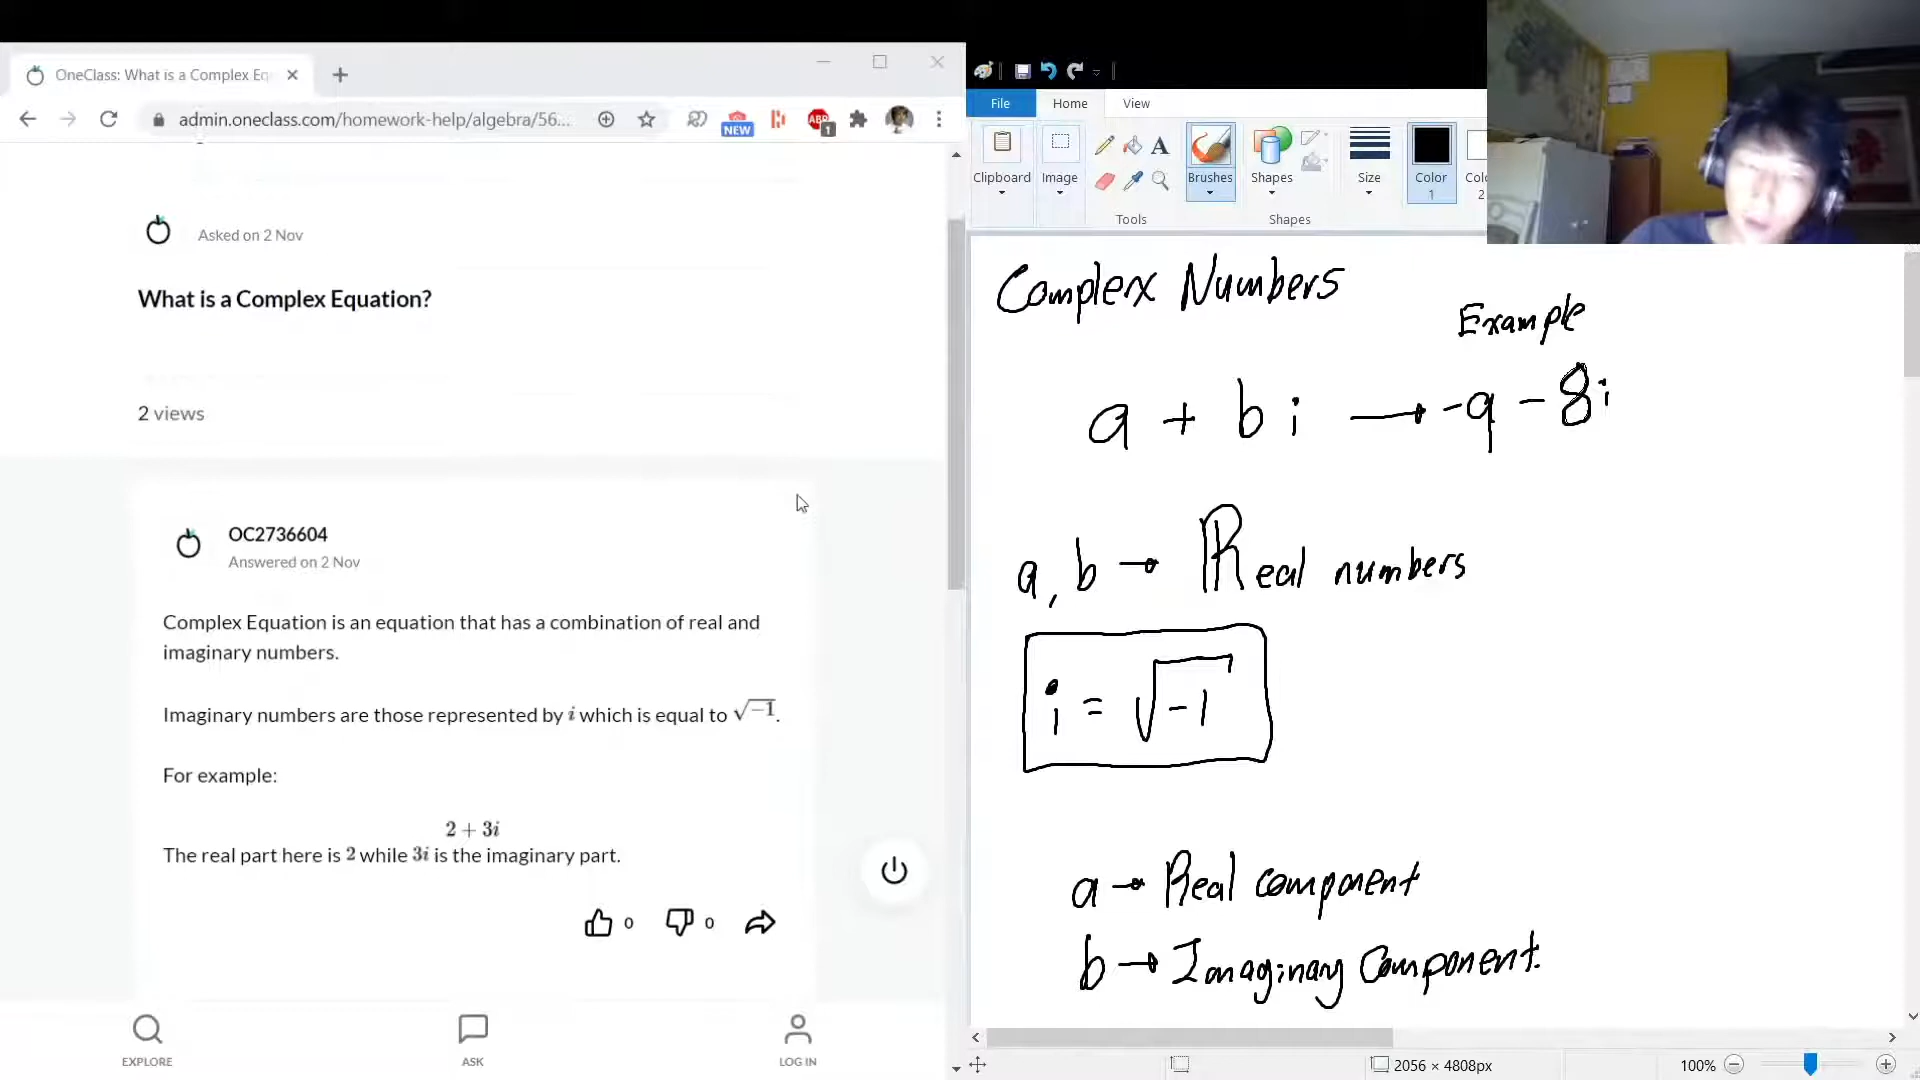 OneClass: What is a Complex Eq
admin.oneclass.com/homework-help/algebra/56...
NEW
ABP
1
Asked on 2 Nov
What is a Complex Equation?
2 views
OC2736604
Answered on 2 Nov
Complex Equation is an equation that has a combination of real and
imaginary numbers.
Imaginary numbers are those represented by i which is equal to √-1.
For example:
2 + 3i
The real part here is 2 while 3i is the imaginary part.
0 0
EXPLORE ASK LOG IN
File Home View
Clipboard Image Brushes Shapes Size Color
1
2
Tools Shapes
Complex Numbers
Example
a + b i → -9 - 8i
a, b → Real numbers
i = √-1
a → Real component
b → Imaginary Component.
2056 × 4808px 100%